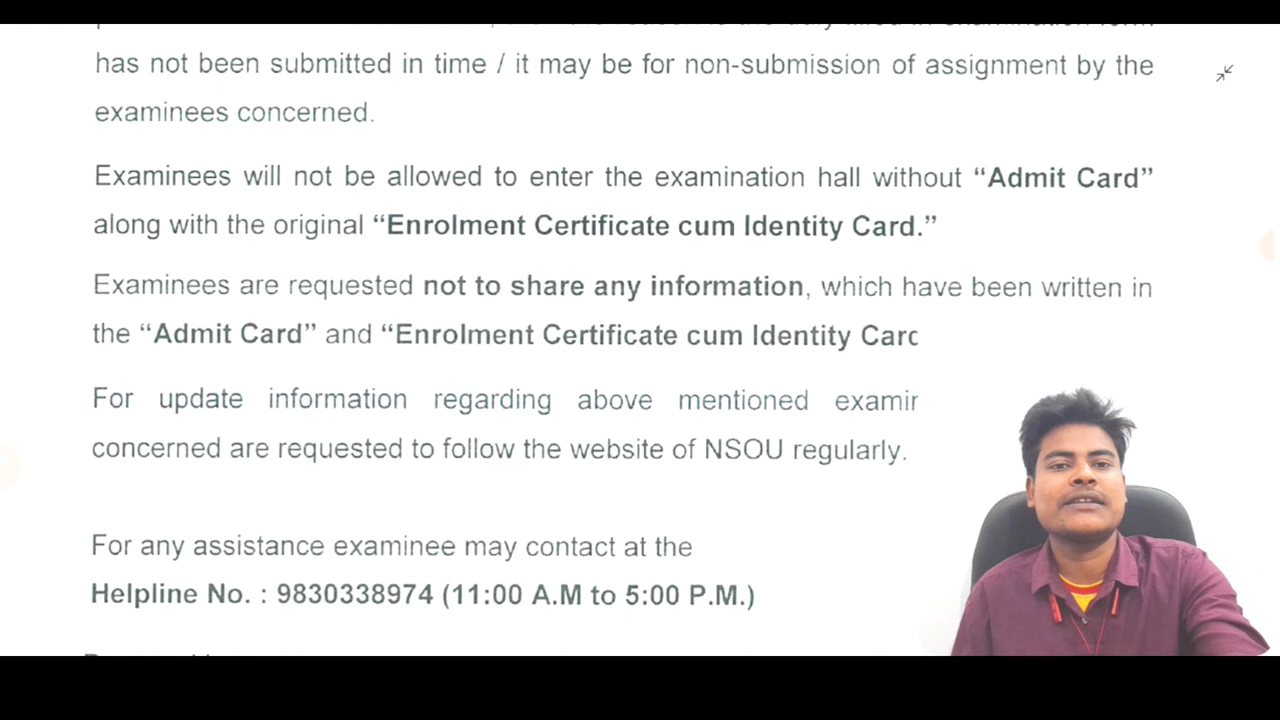 has not been submitted in time / it may be for non-submission of assignment by the
examinees concerned.
Examinees will not be allowed to enter the examination hall without “Admit Card”
along with the original “Enrolment Certificate cum Identity Card.”
Examinees are requested not to share any information, which have been written in
the “Admit Card” and “Enrolment Certificate cum Identity Car
For update information regarding above mentioned exami
concerned are requested to follow the website of NSOU regularly.
For any assistance examinee may contact at the
Helpline No. : 9830338974 (11:00 A.M to 5:00 P.M.)